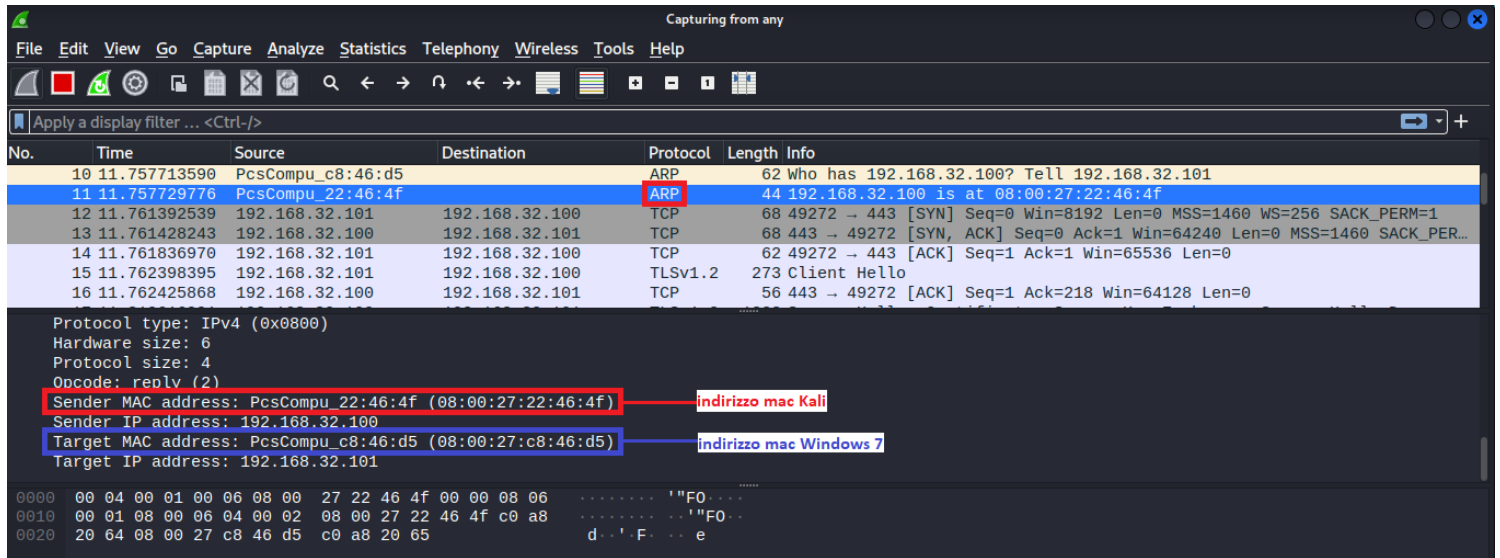 Capturing from any
File Edit View Go Capture Analyze Statistics Telephony Wireless Tools Help
Apply a display filter ... <Ctrl-/>
No. Time Source Destination Protocol Length Info
10 11.757713590 PcsCompu_c8:46:d5 ARP 62 Who has 192.168.32.100? Tell 192.168.32.101
11 11.757729776 PcsCompu_22:46:4f ARP 44 192.168.32.100 is at 08:00:27:22:46:4f
12 11.761392539 192.168.32.101 192.168.32.100 TCP 68 49272 → 443 [SYN] Seq=0 Win=8192 Len=0 MSS=1460 WS=256 SACK_PERM=1
13 11.761428243 192.168.32.100 192.168.32.101 TCP 68 443 → 49272 [SYN, ACK] Seq=0 Ack=1 Win=64240 Len=0 MSS=1460 SACK_PER…
14 11.761836970 192.168.32.101 192.168.32.100 TCP 62 49272 → 443 [ACK] Seq=1 Ack=1 Win=65536 Len=0
15 11.762398395 192.168.32.101 192.168.32.100 TLSv1.2 273 Client Hello
16 11.762425868 192.168.32.100 192.168.32.101 TCP 56 443 → 49272 [ACK] Seq=1 Ack=218 Win=64128 Len=0
Protocol type: IPv4 (0x0800)
Hardware size: 6
Protocol size: 4
Opcode: reply (2)
Sender MAC address: PcsCompu_22:46:4f (08:00:27:22:46:4f) indirizzo mac Kali
Sender IP address: 192.168.32.100
Target MAC address: PcsCompu_c8:46:d5 (08:00:27:c8:46:d5) indirizzo mac Windows 7
Target IP address: 192.168.32.101
0000 00 04 00 01 00 06 08 00 27 22 46 4f 00 00 08 06 ········ '"FO····
0010 00 01 08 00 06 04 00 02 08 00 27 22 46 4f c0 a8 ········ ··'"FO··
0020 20 64 08 00 27 c8 46 d5 c0 a8 20 65 d··'·F· ·· e